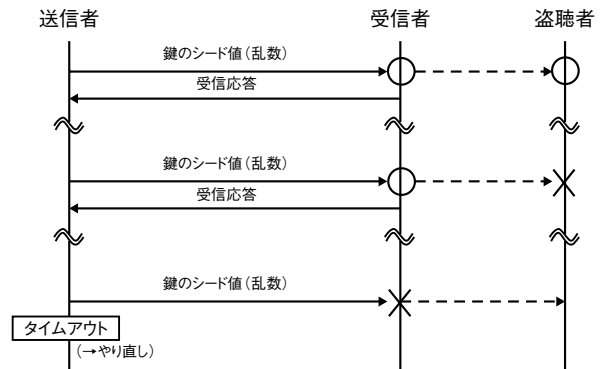 送信者 受信者 盗聴者
鍵のシード値（乱数）
受信応答
鍵のシード値（乱数）
受信応答
鍵のシード値（乱数）
タイムアウト
（→やり直し）